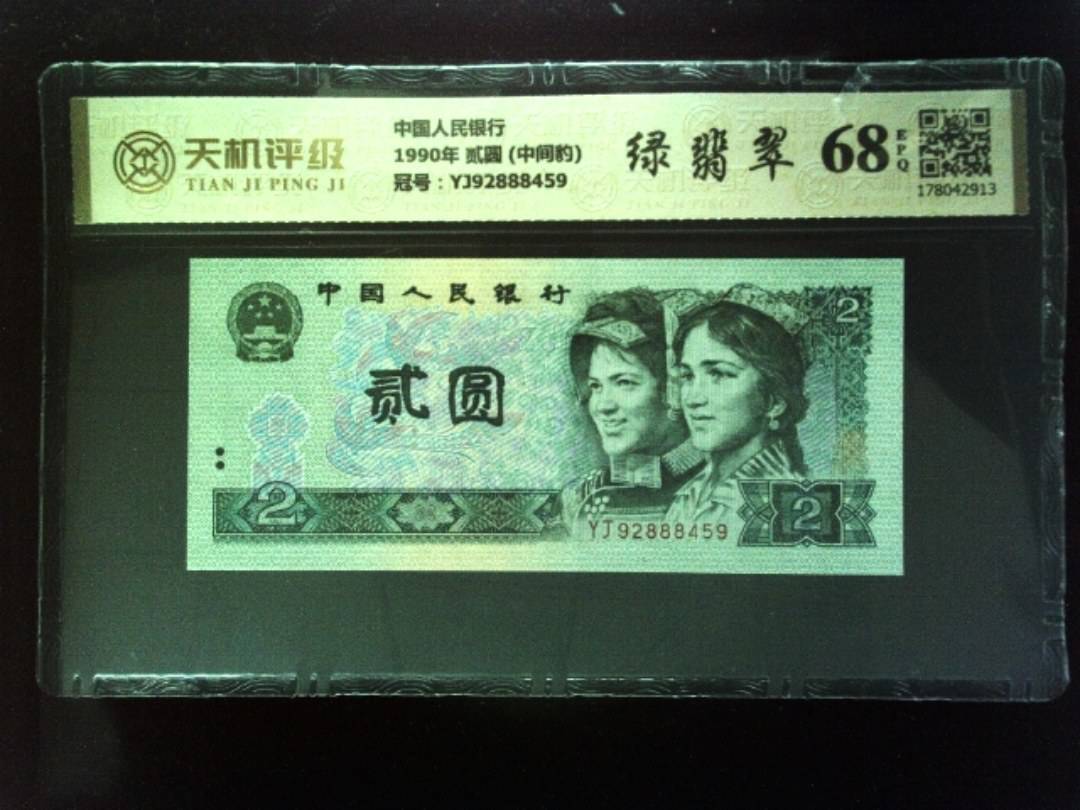 天机评级
TIAN JI PING JI
中国人民银行
1990年 贰圆 (中间豹)
冠号：YJ92888459
绿翡翠
68
EPQ
178042913
中国人民银行
2
贰圆
2
YJ92888459
2